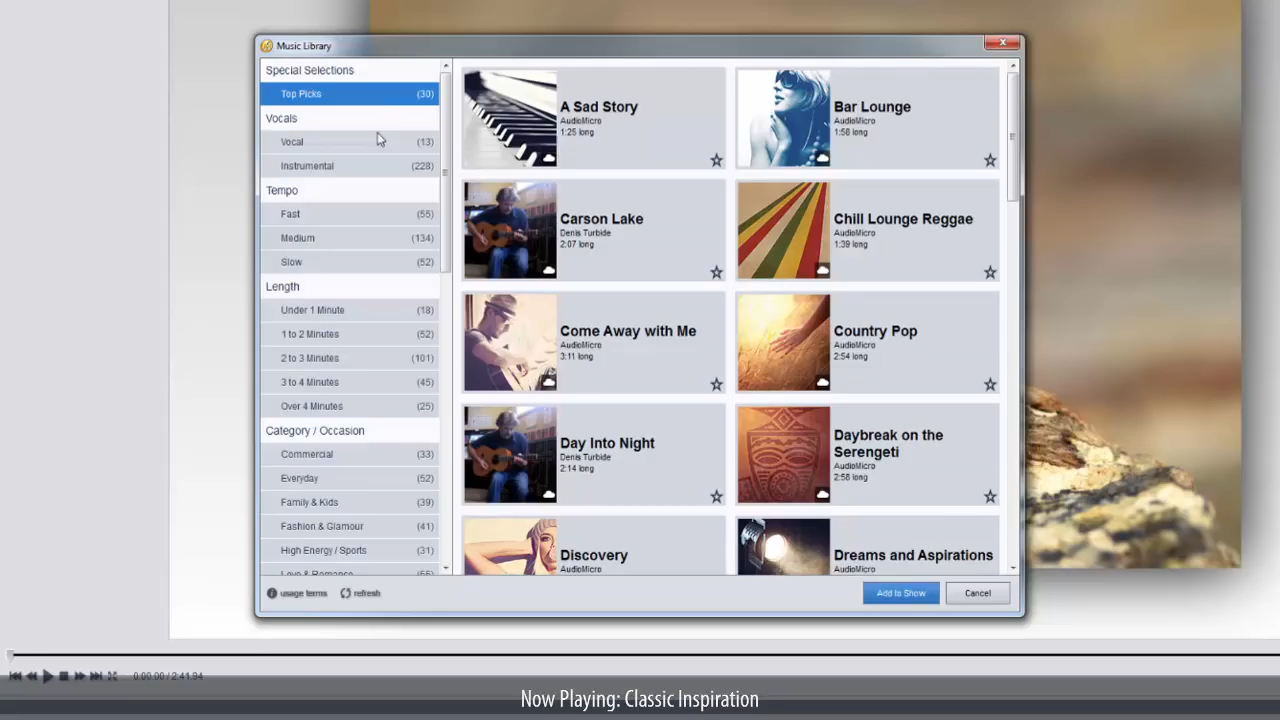 Music Library
Special Selections
Top Picks (30)
Vocals
Vocal (13)
Instrumental (228)
Tempo
Fast (55)
Medium (134)
Slow (52)
Length
Under 1 Minute (18)
1 to 2 Minutes (52)
2 to 3 Minutes (101)
3 to 4 Minutes (45)
Over 4 Minutes (25)
Category / Occasion
Commercial (33)
Everyday (52)
Family & Kids (39)
Fashion & Glamour (41)
High Energy / Sports (31)
Love & Romance (55)
A Sad Story
AudioMicro
1:25 long
Bar Lounge
AudioMicro
1:58 long
Carson Lake
Denis Turbide
2:07 long
Chill Lounge Reggae
AudioMicro
1:39 long
Come Away with Me
AudioMicro
3:11 long
Country Pop
AudioMicro
2:54 long
Day Into Night
Denis Turbide
2:14 long
Daybreak on the
Serengeti
AudioMicro
2:58 long
Discovery
AudioMicro
Dreams and Aspirations
AudioMicro
usage terms
refresh
Add to Show
Cancel
0:00.00 / 2:41.94
Now Playing: Classic Inspiration